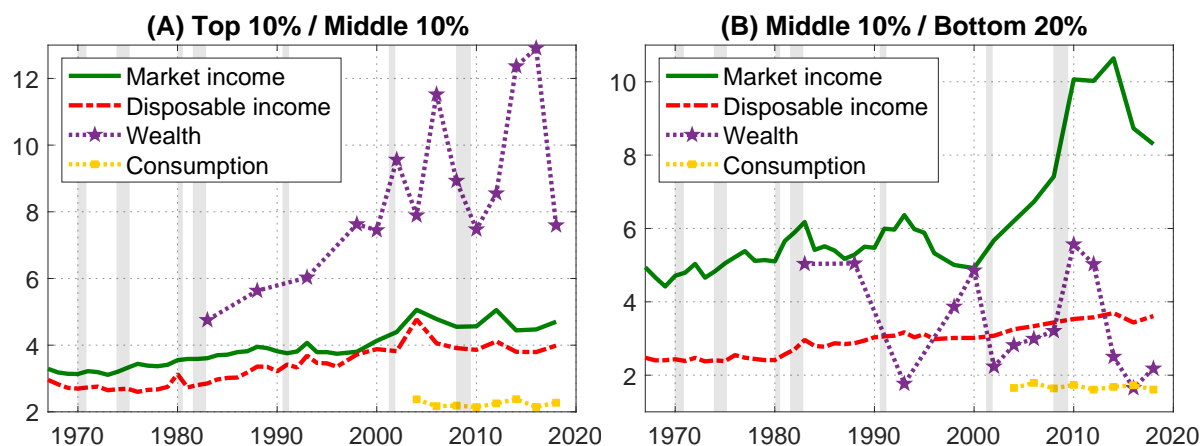 (A) Top 10% / Middle 10%
Market income
Disposable income
Wealth
Consumption
12
10
8
6
4
2
1970 1980 1990 2000 2010 2020
(B) Middle 10% / Bottom 20%
Market income
Disposable income
Wealth
Consumption
10
8
6
4
2
1970 1980 1990 2000 2010 2020